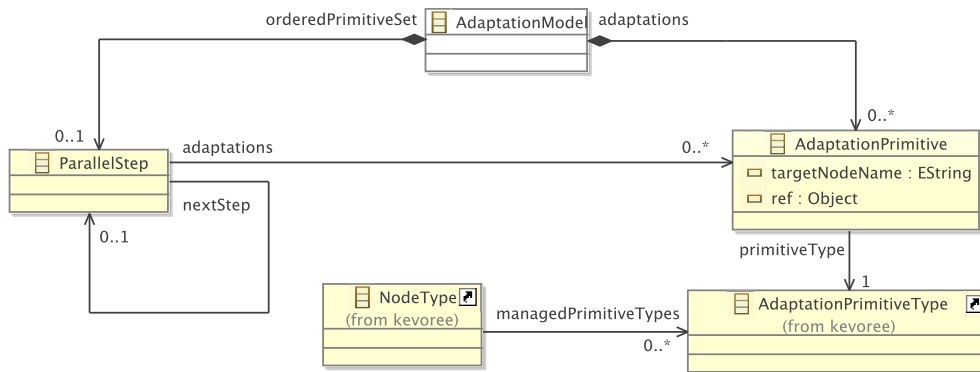 orderedPrimitiveSet
AdaptationModel
adaptations
0..1
0..*
ParallelStep
adaptations
0..*
AdaptationPrimitive
targetNodeName : EString
ref : Object
nextStep
0..1
primitiveType
1
NodeType
(from kevoree)
managedPrimitiveTypes
0..*
AdaptationPrimitiveType
(from kevoree)